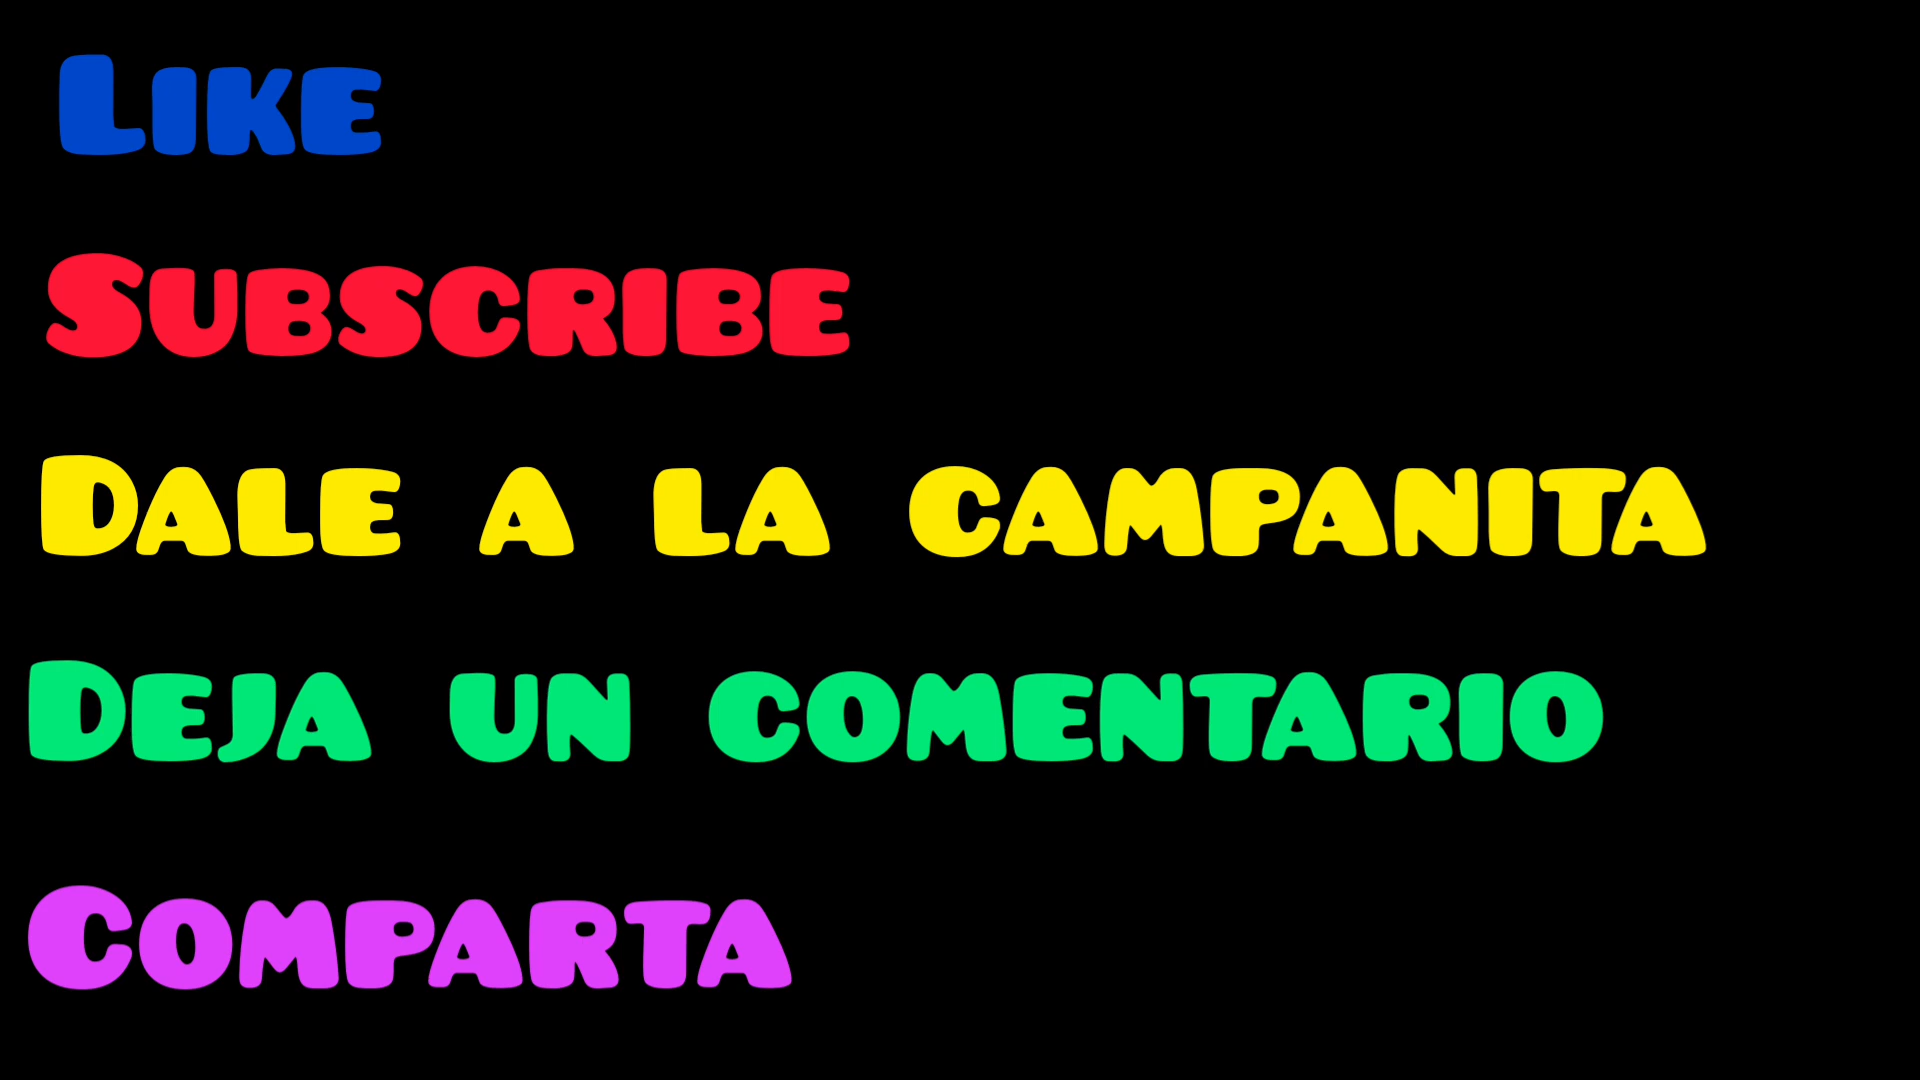 Like
Subscribe
Dale a la campanita
Deja un comentario
Comparta